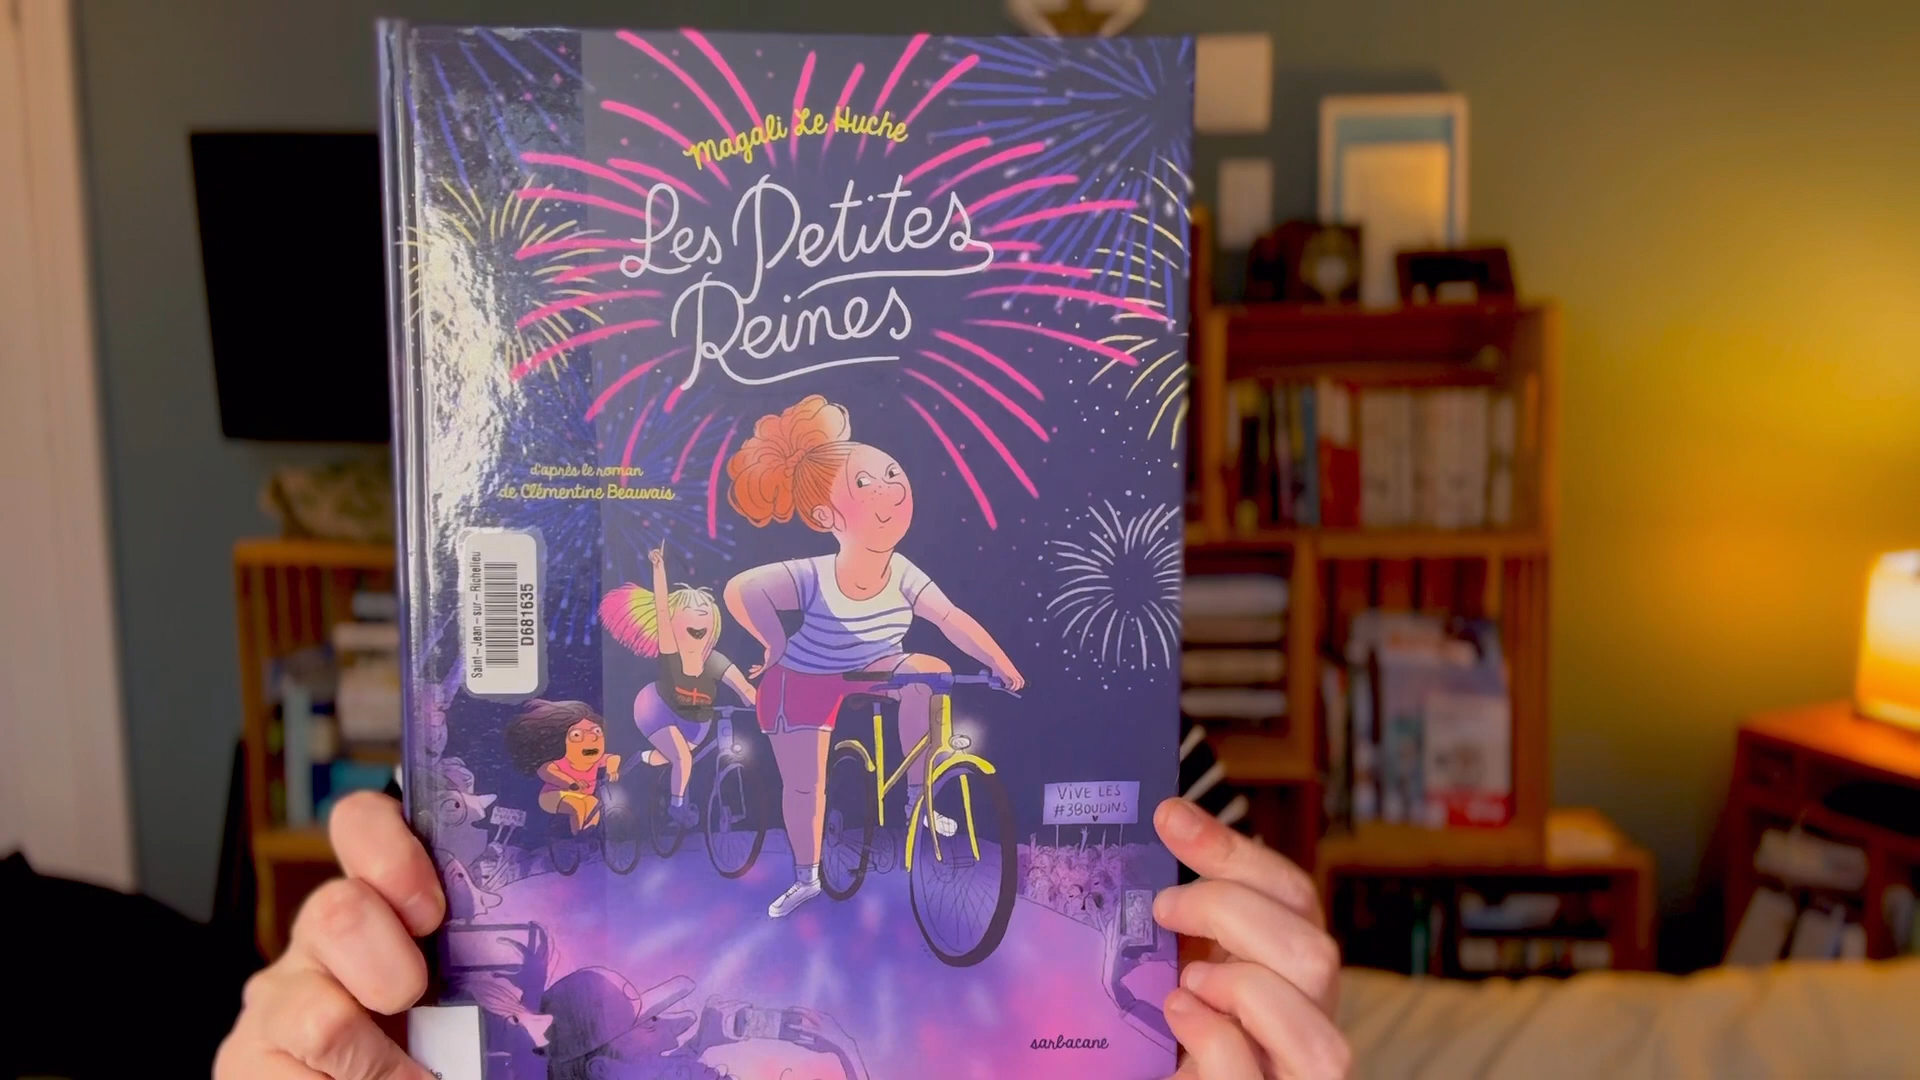 Magali Le Huche
Les Petites
Reines
d'après le roman
de Clémentine Beauvais
Saint-Jean-sur-Richelieu
D681635
VIVE LES
#3BOUDINS
sarbacane